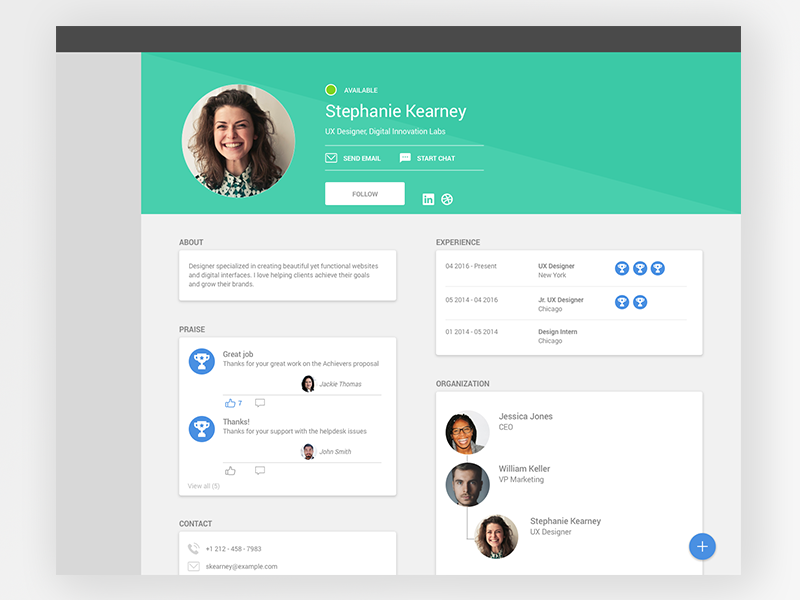 AVAILABLE
Stephanie Kearney
UX Designer, Digital Innovation Labs
SEND EMAIL
START CHAT
FOLLOW
in
ABOUT
Designer specialized in creating beautiful yet functional websites
and digital interfaces. I love helping clients achieve their goals
and grow their brands.
PRAISE
Great job
Thanks for your great work on the Achievers proposal
Jackie Thomas
7
Thanks!
Thanks for your support with the helpdesk issues
John Smith
View all (5)
CONTACT
+1 212 - 458 - 7983
skearney@example.com
EXPERIENCE
04 2016 - Present
UX Designer
New York
05 2014 - 04 2016
Jr. UX Designer
Chicago
01 2014 - 05 2014
Design Intern
Chicago
ORGANIZATION
Jessica Jones
CEO
William Keller
VP Marketing
Stephanie Kearney
UX Designer